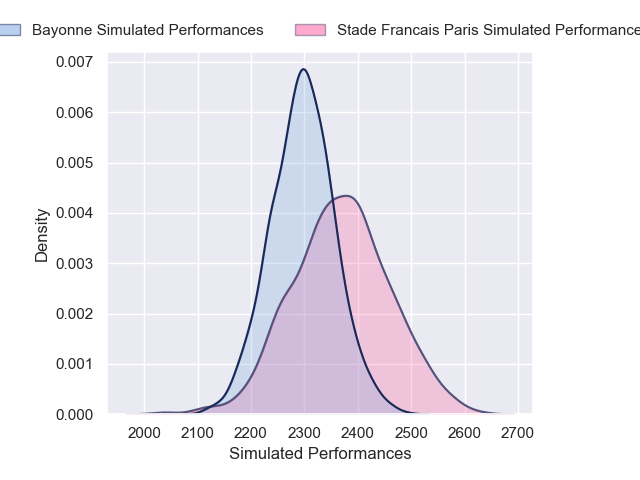 Bayonne Simulated Performances Stade Francais Paris Simulated Performance
0.007
0.006
0.005
0.004
0.003
0.002
0.001
0.000
Density
2000 2100 2200 2300 2400 2500 2600 2700
Simulated Performances